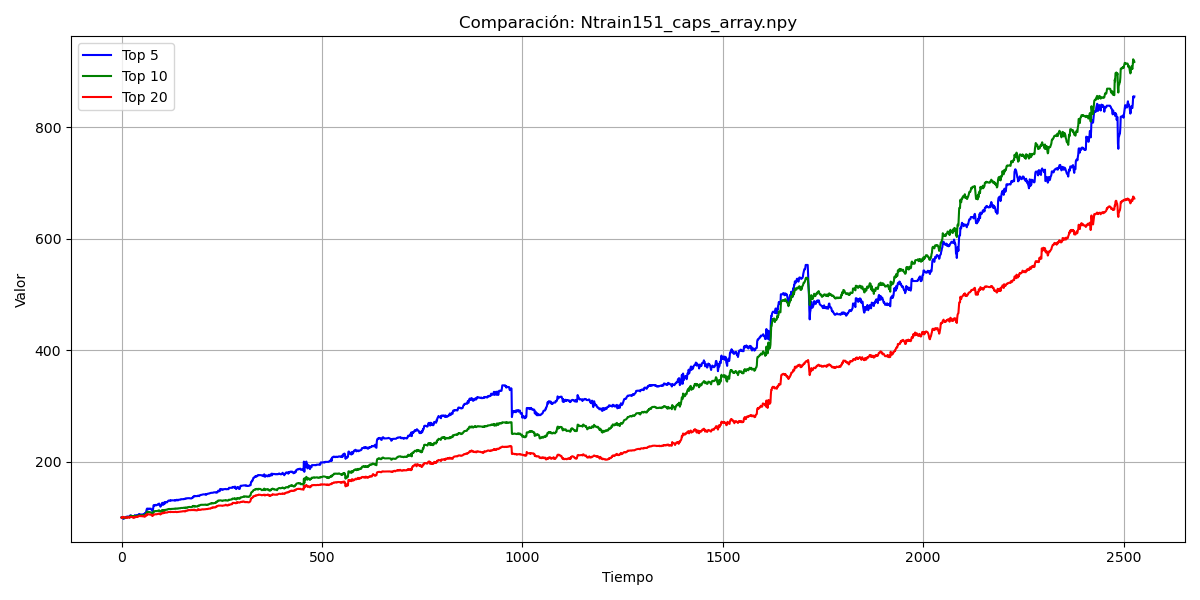 Comparación: Ntrain151_caps_array.npy
Top 5
Top 10
Top 20
Valor
800
600
400
200
0 500 1000 1500 2000 2500
Tiempo